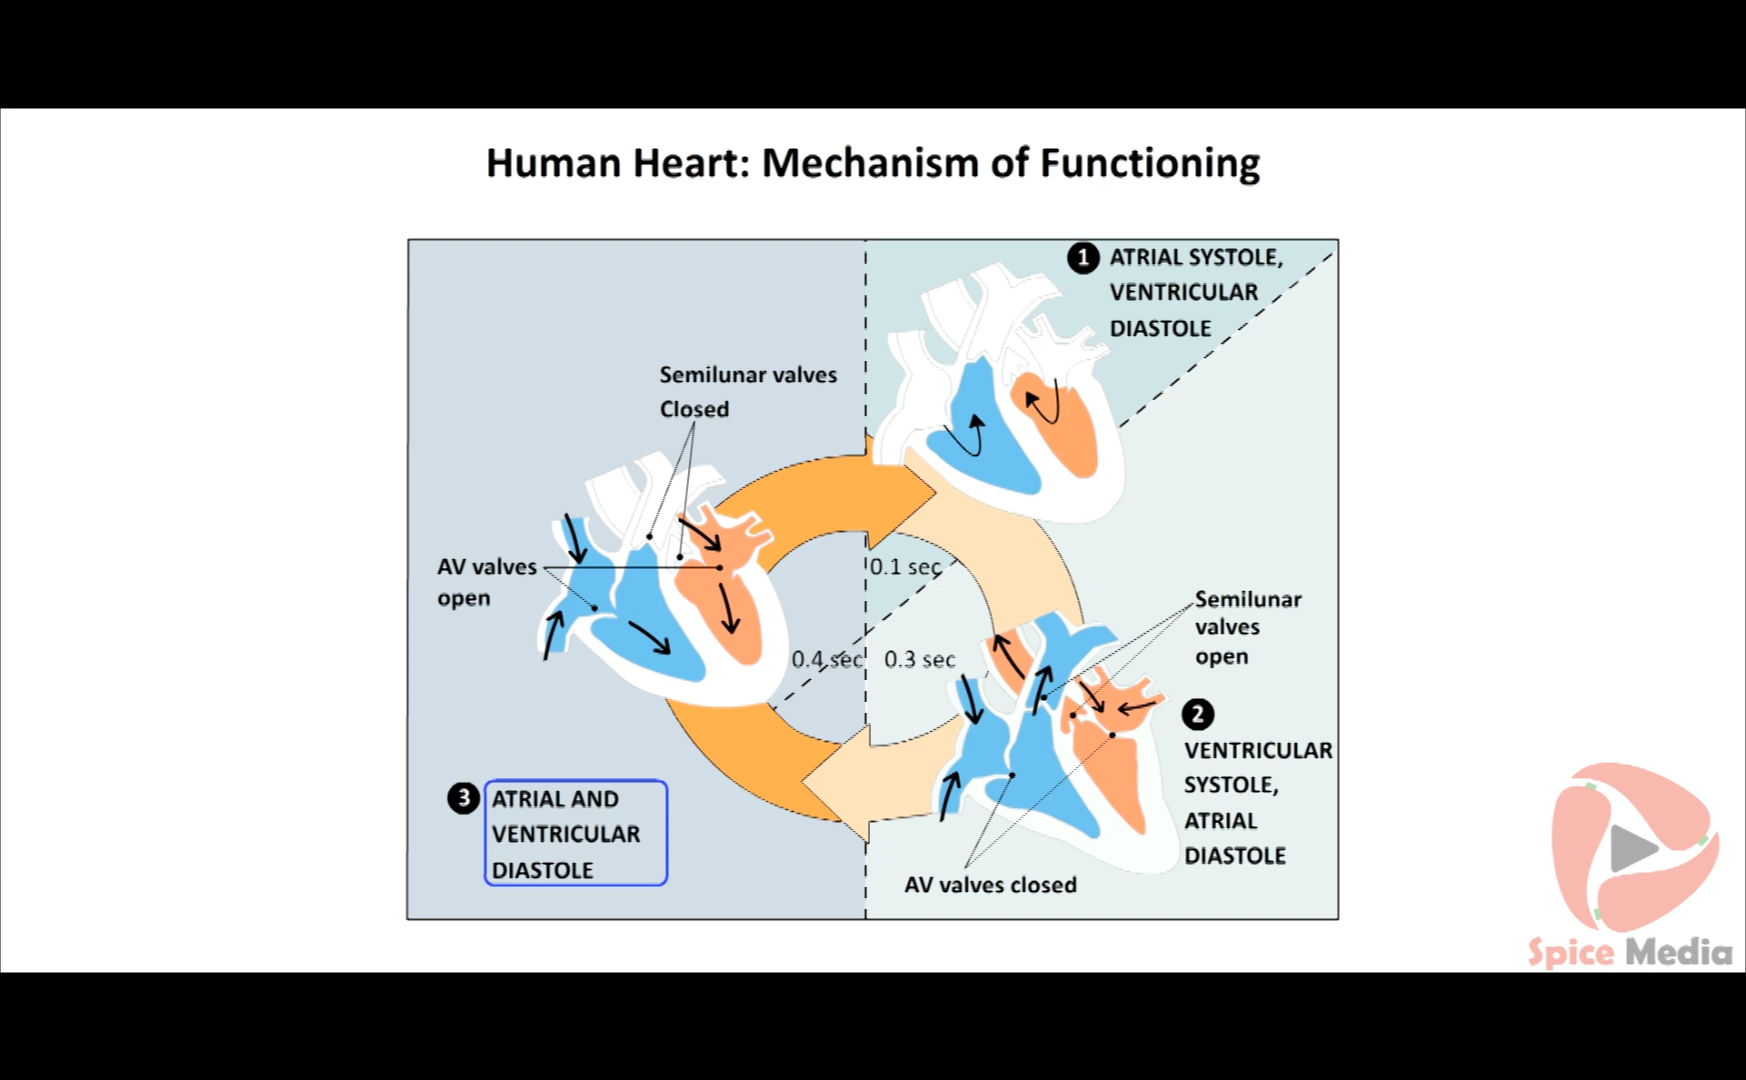 Human Heart: Mechanism of Functioning
1 ATRIAL SYSTOLE,
VENTRICULAR
DIASTOLE
Semilunar valves
Closed
AV valves
open
0.1 sec
0.4 sec
0.3 sec
Semilunar
valves
open
2
VENTRICULAR
SYSTOLE,
ATRIAL
DIASTOLE
3 ATRIAL AND
VENTRICULAR
DIASTOLE
AV valves closed
Spice Media